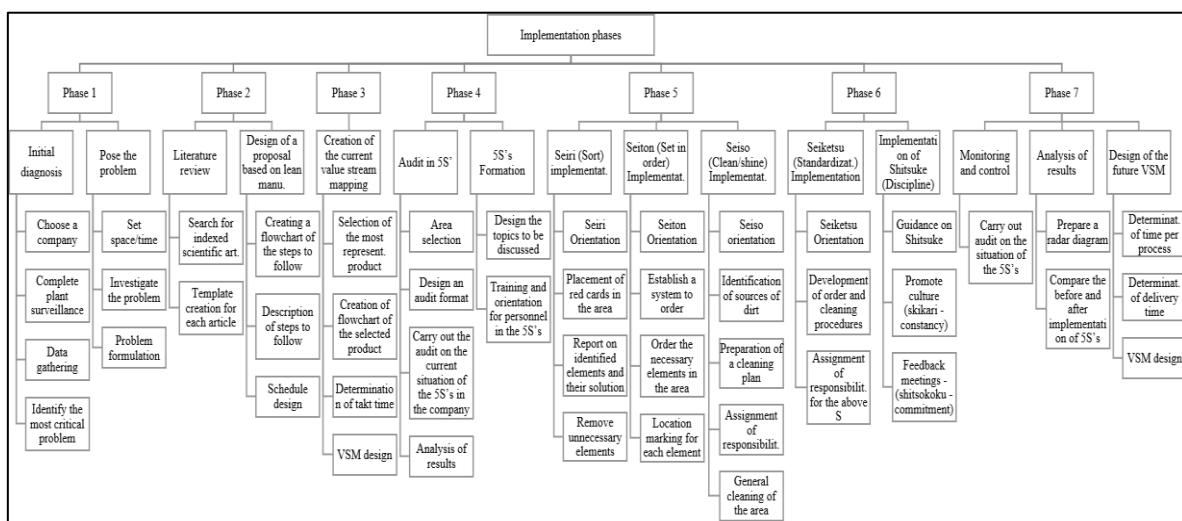 Implementation phases
Phase 1
Phase 2
Phase 3
Phase 4
Phase 5
Phase 6
Phase 7
Initial
diagnosis
Pose the
problem
Literature
review
Design of a
proposal
based on lean
manu.
Creation of
the current
value stream
mapping
Audit in 5S’
5S’s
Formation
Seiri (Sort)
implementat.
Seiton (Set in
order)
Implementat.
Seiso
(Clean/shine)
Implementat.
Seiketsu
(Standardizat.)
Implementation
Implementati
on of
Shitsuke
(Discipline)
Monitoring
and control
Analysis of
results
Design of the
future VSM
Choose a
company
Complete
plant
surveillance
Data
gathering
Identify the
most critical
problem
Set
space/time
Investigate
the problem
Problem
formulation
Search for
indexed
scientific art.
Template
creation for
each article
Creating a
flowchart of
the steps to
follow
Description
of steps to
follow
Schedule
design
Selection of
the most
represent.
product
Creation of
flowchart of
the selected
product
Determinatio
n of takt time
VSM design
Area
selection
Design an
audit format
Carry out the
audit on the
current
situation of
the 5S's in the
company
Analysis of
results
Design the
topics to be
discussed
Training and
orientation
for personnel
in the 5S's
Seiri
Orientation
Placement of
red cards in
the area
Report on
identified
elements and
their solution
Remove
unnecessary
elements
Seiton
Orientation
Establish a
system to
order
Order the
necessary
elements in
the area
Location
marking for
each element
Seiso
orientation
Identification
of sources of
dirt
Preparation of
a cleaning
plan
Assignment
of
responsibilit.
General
cleaning of
the area
Seiketsu
Orientation
Development
of order and
cleaning
procedures
Assignment
of
responsibilit.
for the above
S
Guidance on
Shitsuke
Promote
culture
(skikari -
constancy)
Feedback
meetings -
(shitsokoku -
commitment)
Carry out
audit on the
situation of
the 5S's
Prepare a
radar diagram
Compare the
before and
after
implementati
on of 5S’s
Determinat.
of time per
process
Determinat.
of delivery
time
VSM design